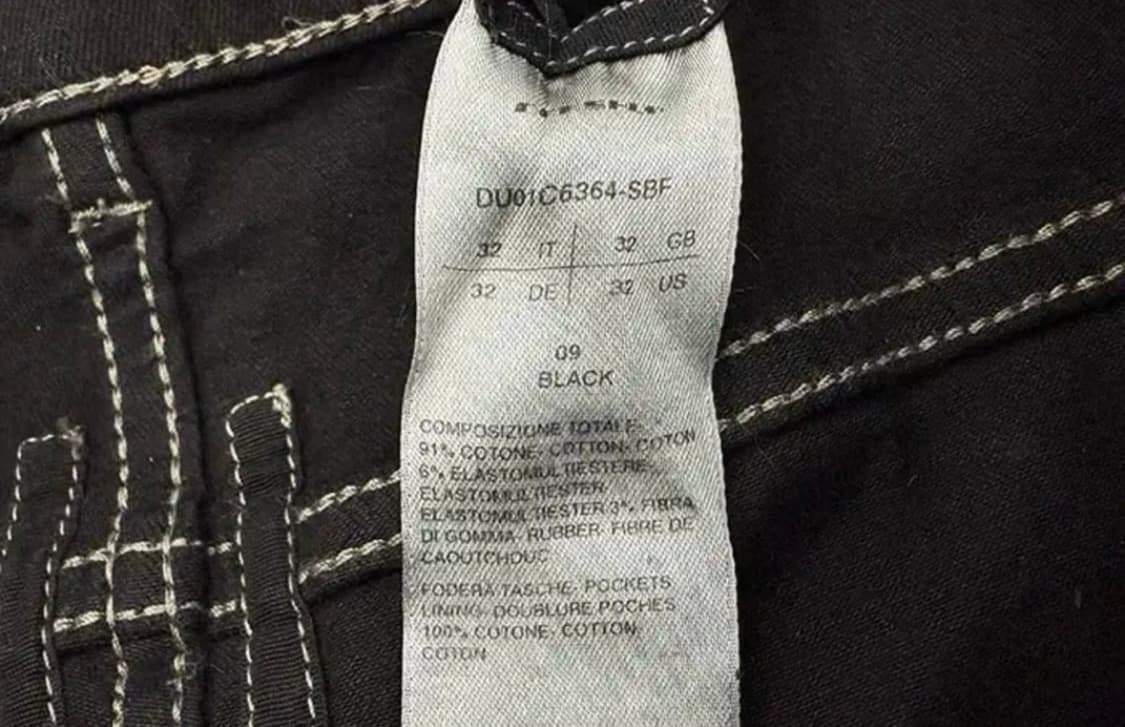 DU01C6364-SBF
32 IT 32 GB
32 DE 32 US
09
BLACK
COMPOSIZIONE TOTALE-
91% COTONE- COTTON- COTON
6% ELASTOMULTIESTERE-
ELASTOMULTIESTER
ELASTOMULTIESTER 3% FIBRA
DI GOMMA- RUBBER- FIBRE DE
CAOUTCHOUC
FODERA TASCHE- POCKETS
LINING- DOUBLURE POCHES
100% COTONE- COTTON-
COTON